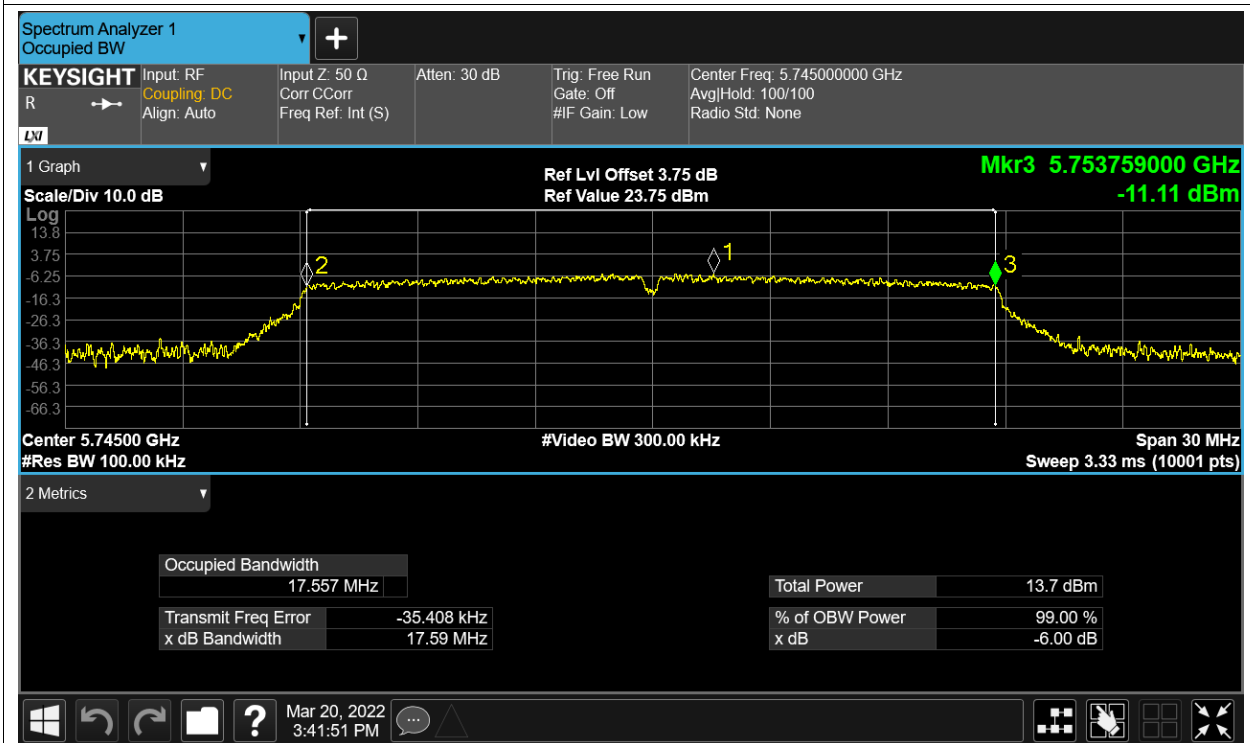 Spectrum Analyzer 1
Occupied BW
KEYSIGHT
R
LXI
Input: RF
Coupling: DC
Align: Auto
Input Z: 50 Ω
Corr CCorr
Freq Ref: Int (S)
Atten: 30 dB
Trig: Free Run
Gate: Off
#IF Gain: Low
Center Freq: 5.745000000 GHz
Avg|Hold: 100/100
Radio Std: None
1 Graph
Scale/Div 10.0 dB
Ref Lvl Offset 3.75 dB
Ref Value 23.75 dBm
Mkr3 5.753759000 GHz
-11.11 dBm
Log
13.8
3.75
-6.25
-16.3
-26.3
-36.3
-46.3
-56.3
-66.3
2
1
3
Center 5.74500 GHz
#Res BW 100.00 kHz
#Video BW 300.00 kHz
Span 30 MHz
Sweep 3.33 ms (10001 pts)
2 Metrics
Occupied Bandwidth
17.557 MHz
Transmit Freq Error -35.408 kHz
x dB Bandwidth 17.59 MHz
Total Power 13.7 dBm
% of OBW Power 99.00 %
x dB -6.00 dB
?
Mar 20, 2022
3:41:51 PM